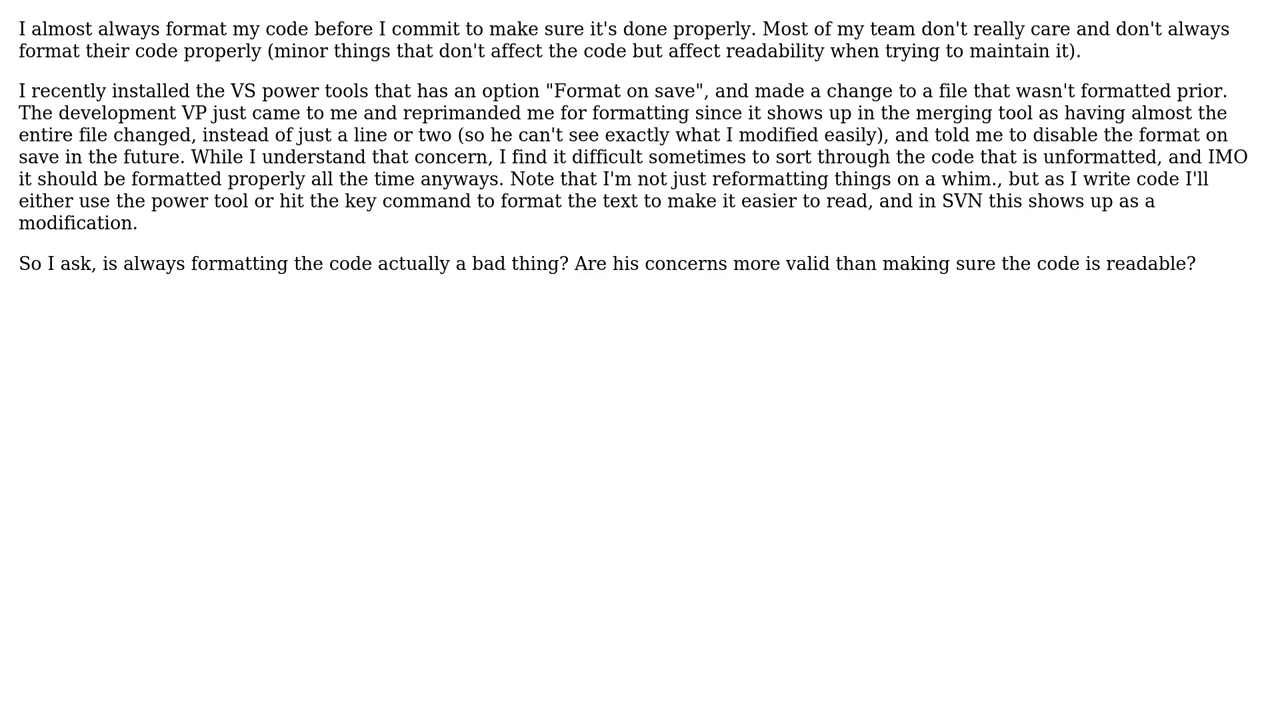 I almost always format my code before I commit to make sure it's done properly. Most of my team don't really care and don't always
format their code properly (minor things that don't affect the code but affect readability when trying to maintain it).
I recently installed the VS power tools that has an option "Format on save", and made a change to a file that wasn't formatted prior.
The development VP just came to me and reprimanded me for formatting since it shows up in the merging tool as having almost the
entire file changed, instead of just a line or two (so he can't see exactly what I modified easily), and told me to disable the format on
save in the future. While I understand that concern, I find it difficult sometimes to sort through the code that is unformatted, and IMO
it should be formatted properly all the time anyways. Note that I'm not just reformatting things on a whim., but as I write code I'll
either use the power tool or hit the key command to format the text to make it easier to read, and in SVN this shows up as a
modification.
So I ask, is always formatting the code actually a bad thing? Are his concerns more valid than making sure the code is readable?